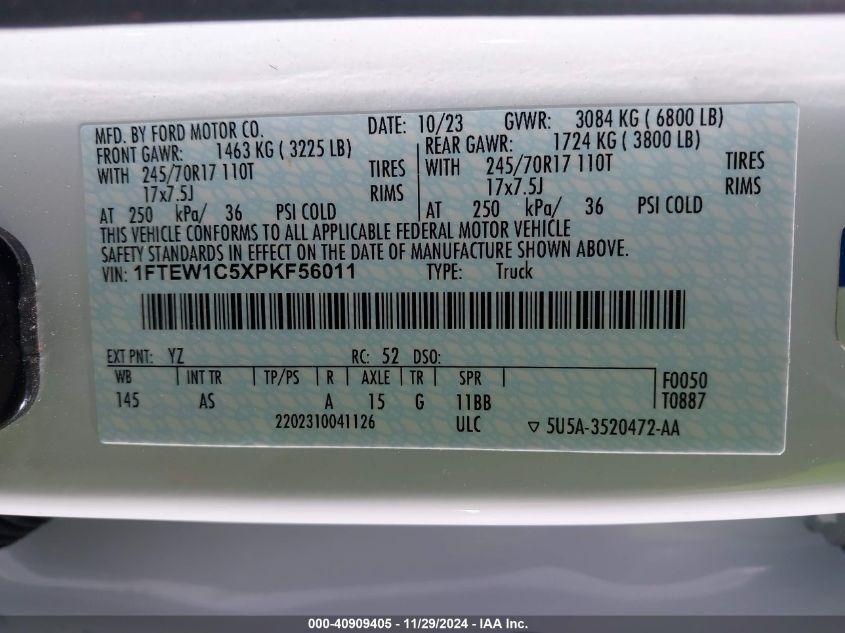 MFD. BY FORD MOTOR CO. DATE: 10/23 GVWR: 3084 KG ( 6800 LB)
FRONT GAWR: 1463 KG ( 3225 LB) REAR GAWR: 1724 KG ( 3800 LB)
WITH 245/70R17 110T TIRES WITH 245/70R17 110T TIRES
17x7.5J RIMS 17x7.5J RIMS
AT 250 kPa/ 36 PSI COLD AT 250 kPa/ 36 PSI COLD
THIS VEHICLE CONFORMS TO ALL APPLICABLE FEDERAL MOTOR VEHICLE
SAFETY STANDARDS IN EFFECT ON THE DATE OF MANUFACTURE SHOWN ABOVE.
VIN: 1FTEW1C5XPKF56011 TYPE: Truck
EXT PNT: YZ RC: 52 DSO:
WB INT TR TP/PS R AXLE TR SPR F0050
145 AS A 15 G 11BB T0887
2202310041126 ULC ▽ 5U5A-3520472-AA
000-40909405 - 11/29/2024 - IAA Inc.